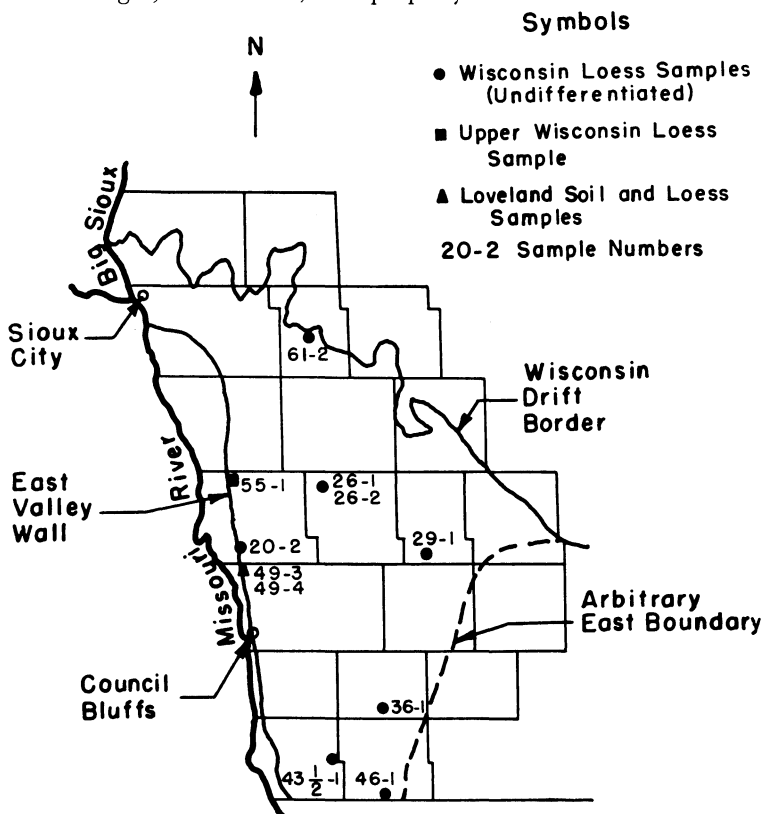 Symbols
N
Wisconsin Loess Samples
(Undifferentiated)
Upper Wisconsin Loess
Sample
Loveland Soil and Loess
Samples
20-2 Sample Numbers
Big Sioux
Sioux
City
61-2
Wisconsin
Drift
Border
River
East
Valley
Wall
55-1
26-1
26-2
20-2
29-1
49-3
49-4
Missouri
Arbitrary
East Boundary
Council
Bluffs
36-1
43 1/2 -1
46-1